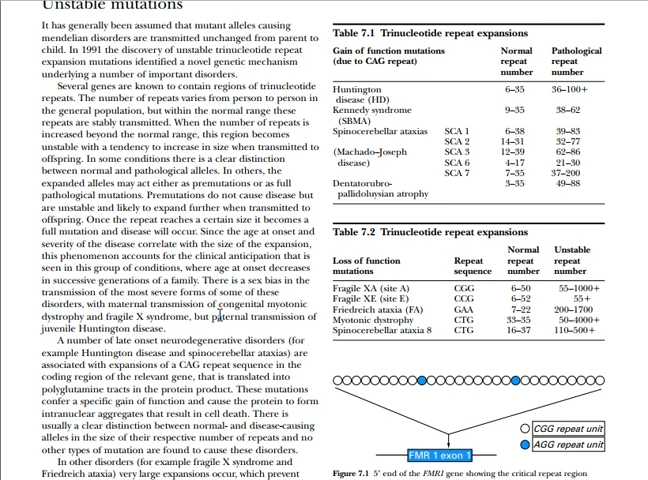 Unstable mutations
It has generally been assumed that mutant alleles causing
mendelian disorders are transmitted unchanged from parent to
child. In 1991 the discovery of unstable trinucleotide repeat
expansion mutations identified a novel genetic mechanism
underlying a number of important disorders.
Several genes are known to contain regions of trinucleotide
repeats. The number of repeats varies from person to person in
the general population, but within the normal range these
repeats are stably transmitted. When the number of repeats is
increased beyond the normal range, this region becomes
unstable with a tendency to increase in size when transmitted to
offspring. In some conditions there is a clear distinction
between normal and pathological alleles. In others, the
expanded alleles may act either as premutations or as full
pathological mutations. Premutations do not cause disease but
are unstable and likely to expand further when transmitted to
offspring. Once the repeat reaches a certain size it becomes a
full mutation and disease will occur. Since the age at onset and
severity of the disease correlate with the size of the expansion,
this phenomenon accounts for the clinical anticipation that is
seen in this group of conditions, where age at onset decreases
in successive generations of a family. There is a sex bias in the
transmission of the most severe forms of some of these
disorders, with maternal transmission of congenital myotonic
dystrophy and fragile X syndrome, but paternal transmission of
juvenile Huntington disease.
A number of late onset neurodegenerative disorders (for
example Huntington disease and spinocerebellar ataxias) are
associated with expansions of a CAG repeat sequence in the
coding region of the relevant gene, that is translated into
polyglutamine tracts in the protein product. These mutations
confer a specific gain of function and cause the protein to form
intranuclear aggregates that result in cell death. There is
usually a clear distinction between normal- and disease-causing
alleles in the size of their respective number of repeats and no
other types of mutation are found to cause these disorders.
In other disorders (for example fragile X syndrome and
Friedreich ataxia) very large expansions occur, which prevent
Table 7.1 Trinucleotide repeat expansions
Gain of function mutations Normal Pathological
(due to CAG repeat) repeat repeat
number number
Huntington 6–35 36–100+
disease (HD)
Kennedy syndrome 9–35 38–62
(SBMA)
Spinocerebellar ataxias SCA 1 6–38 39–83
SCA 2 14–31 32–77
(Machado–Joseph SCA 3 12–39 62–86
disease) SCA 6 4–17 21–30
SCA 7 7–35 37–200
Dentatorubro- 3–35 49–88
pallidoluysian atrophy
Table 7.2 Trinucleotide repeat expansions
Normal Unstable
Loss of function Repeat repeat repeat
mutations sequence number number
Fragile XA (site A) CGG 6–50 55–1000+
Fragile XE (site E) CCG 6–52 55+
Friedreich ataxia (FA) GAA 7–22 200–1700
Myotonic dystrophy CTG 33–35 50–4000+
Spinocerebellar ataxia 8 CTG 16–37 110–500+
CGG repeat unit
AGG repeat unit
FMR 1 exon 1
Figure 7.1 5' end of the FMR1 gene showing the critical repeat region